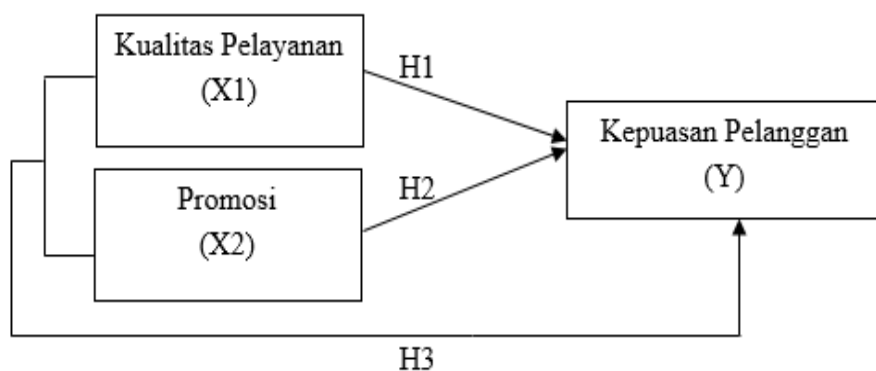 Kualitas Pelayanan
(X1)
H1
Kepuasan Pelanggan
(Y)
Promosi
(X2)
H2
H3